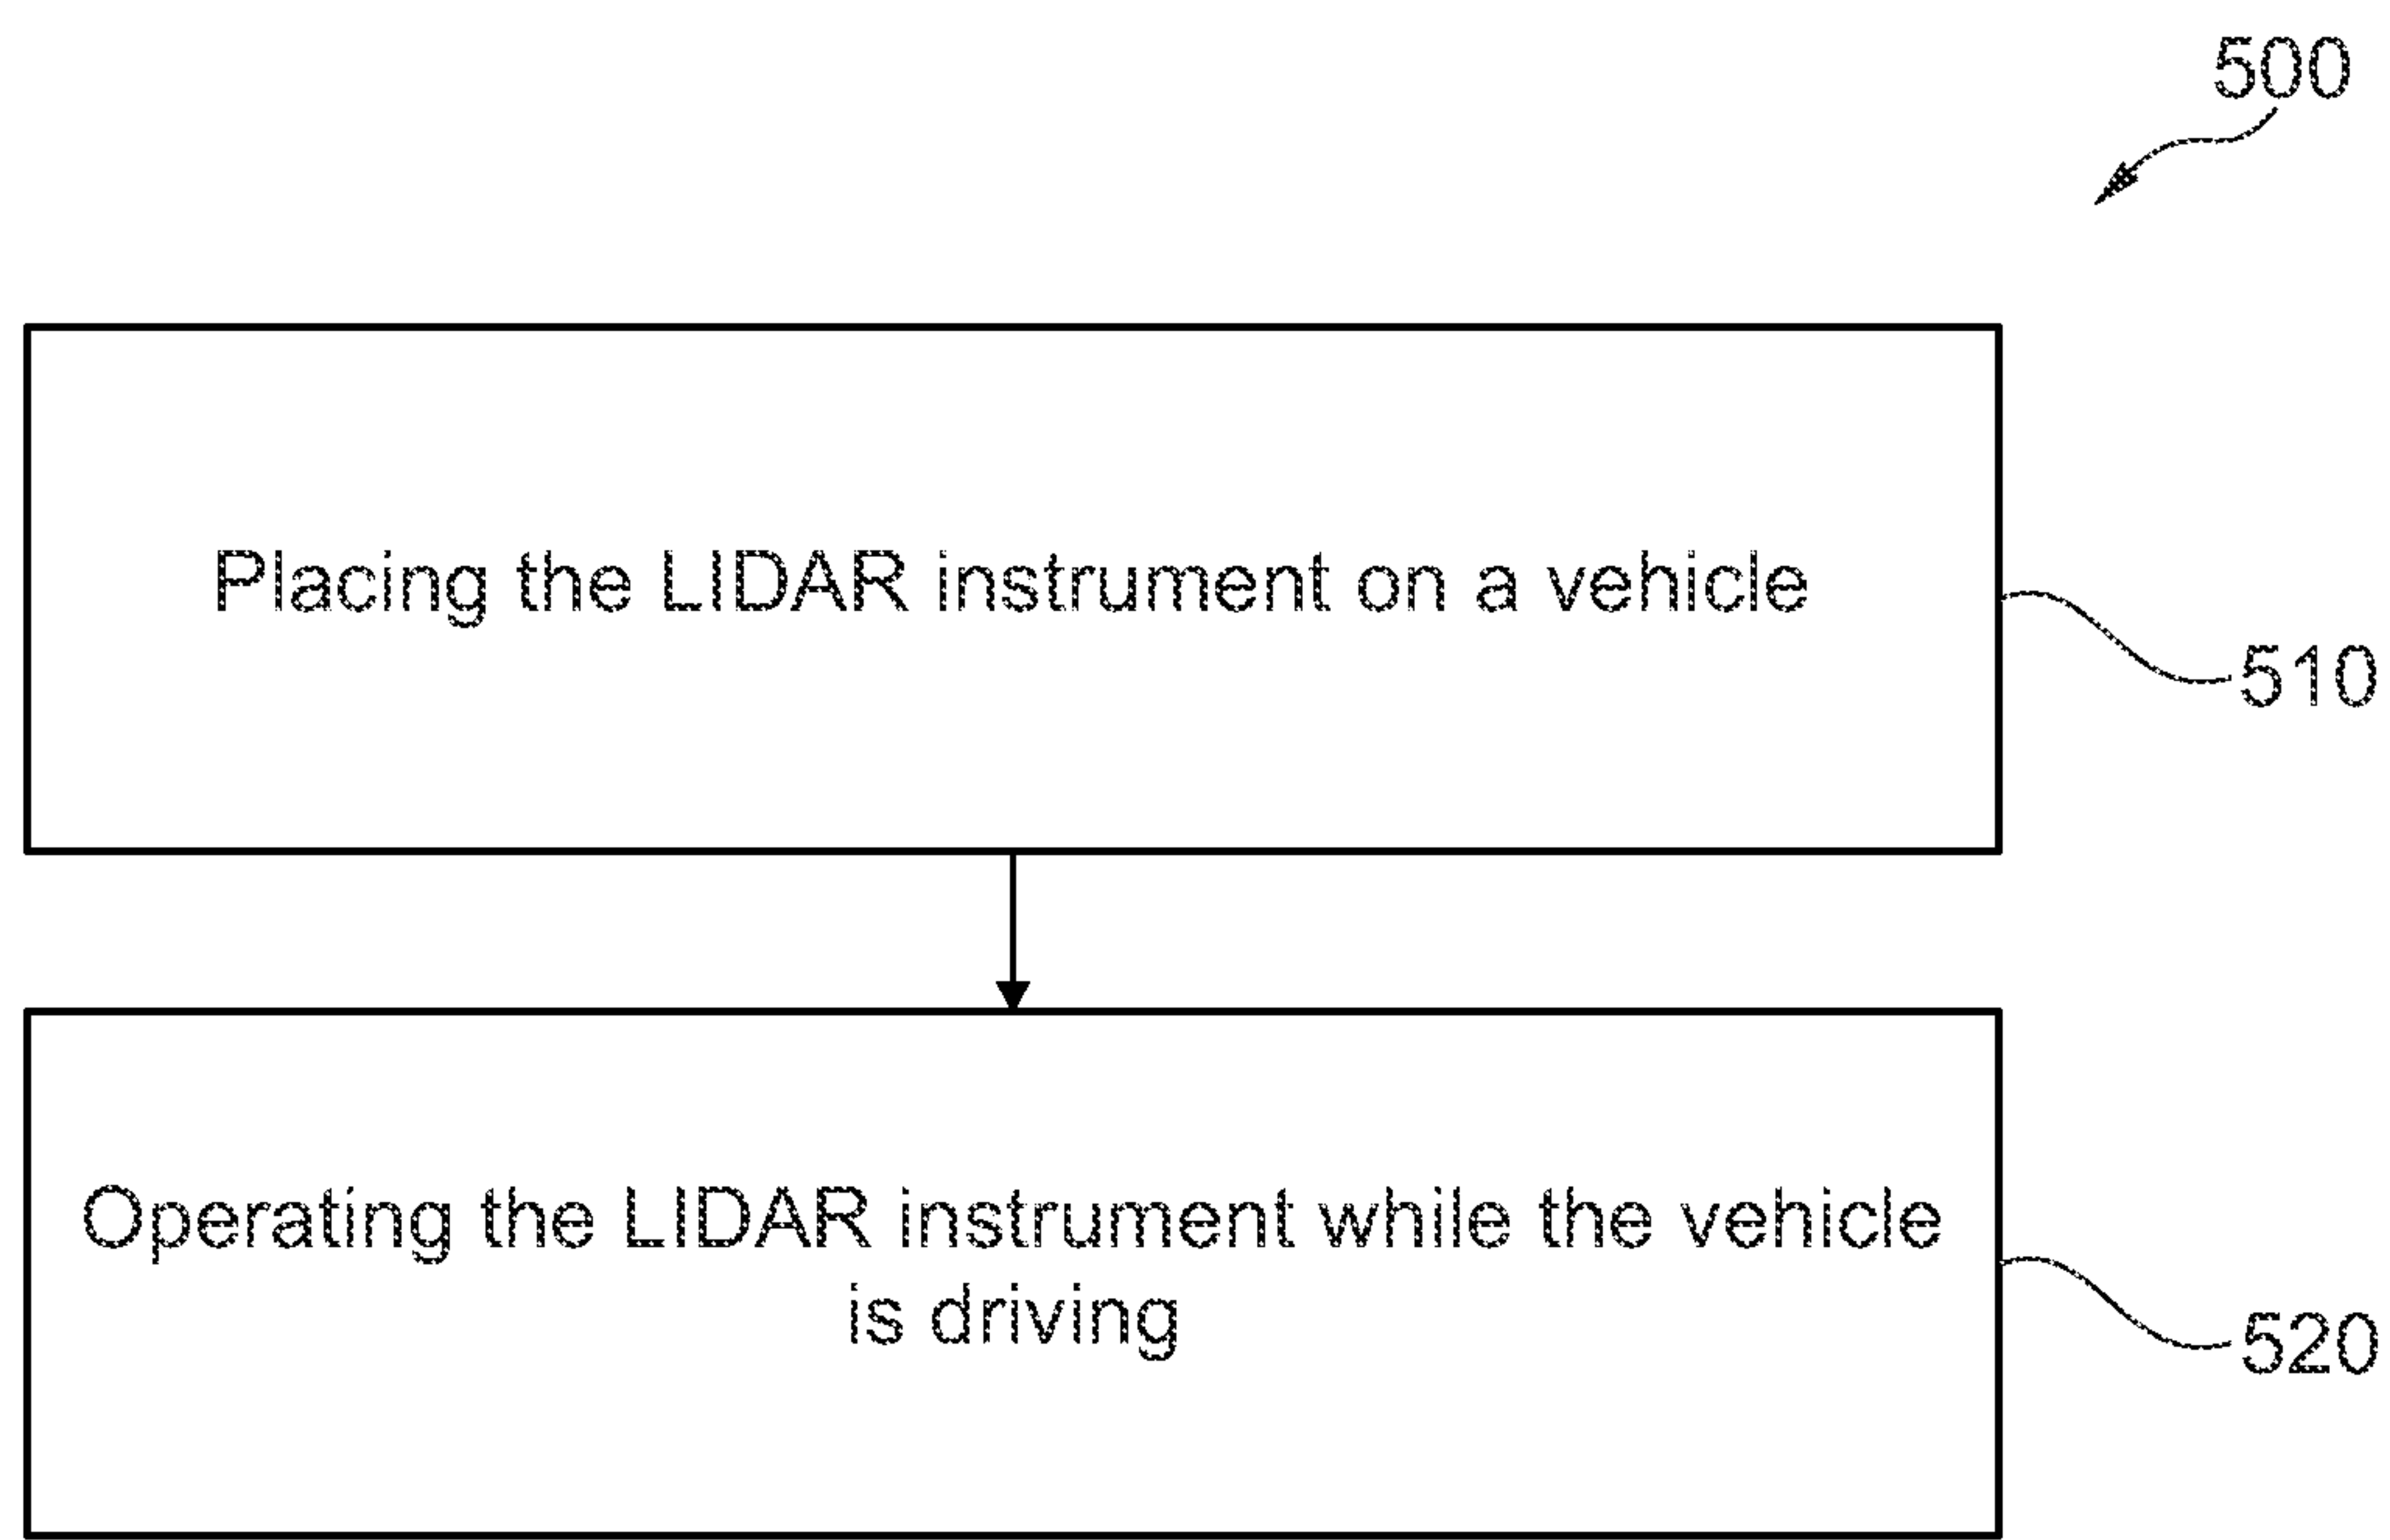 500
Placing the LIDAR instrument on a vehicle
510
Operating the LIDAR instrument while the vehicle
is driving
520